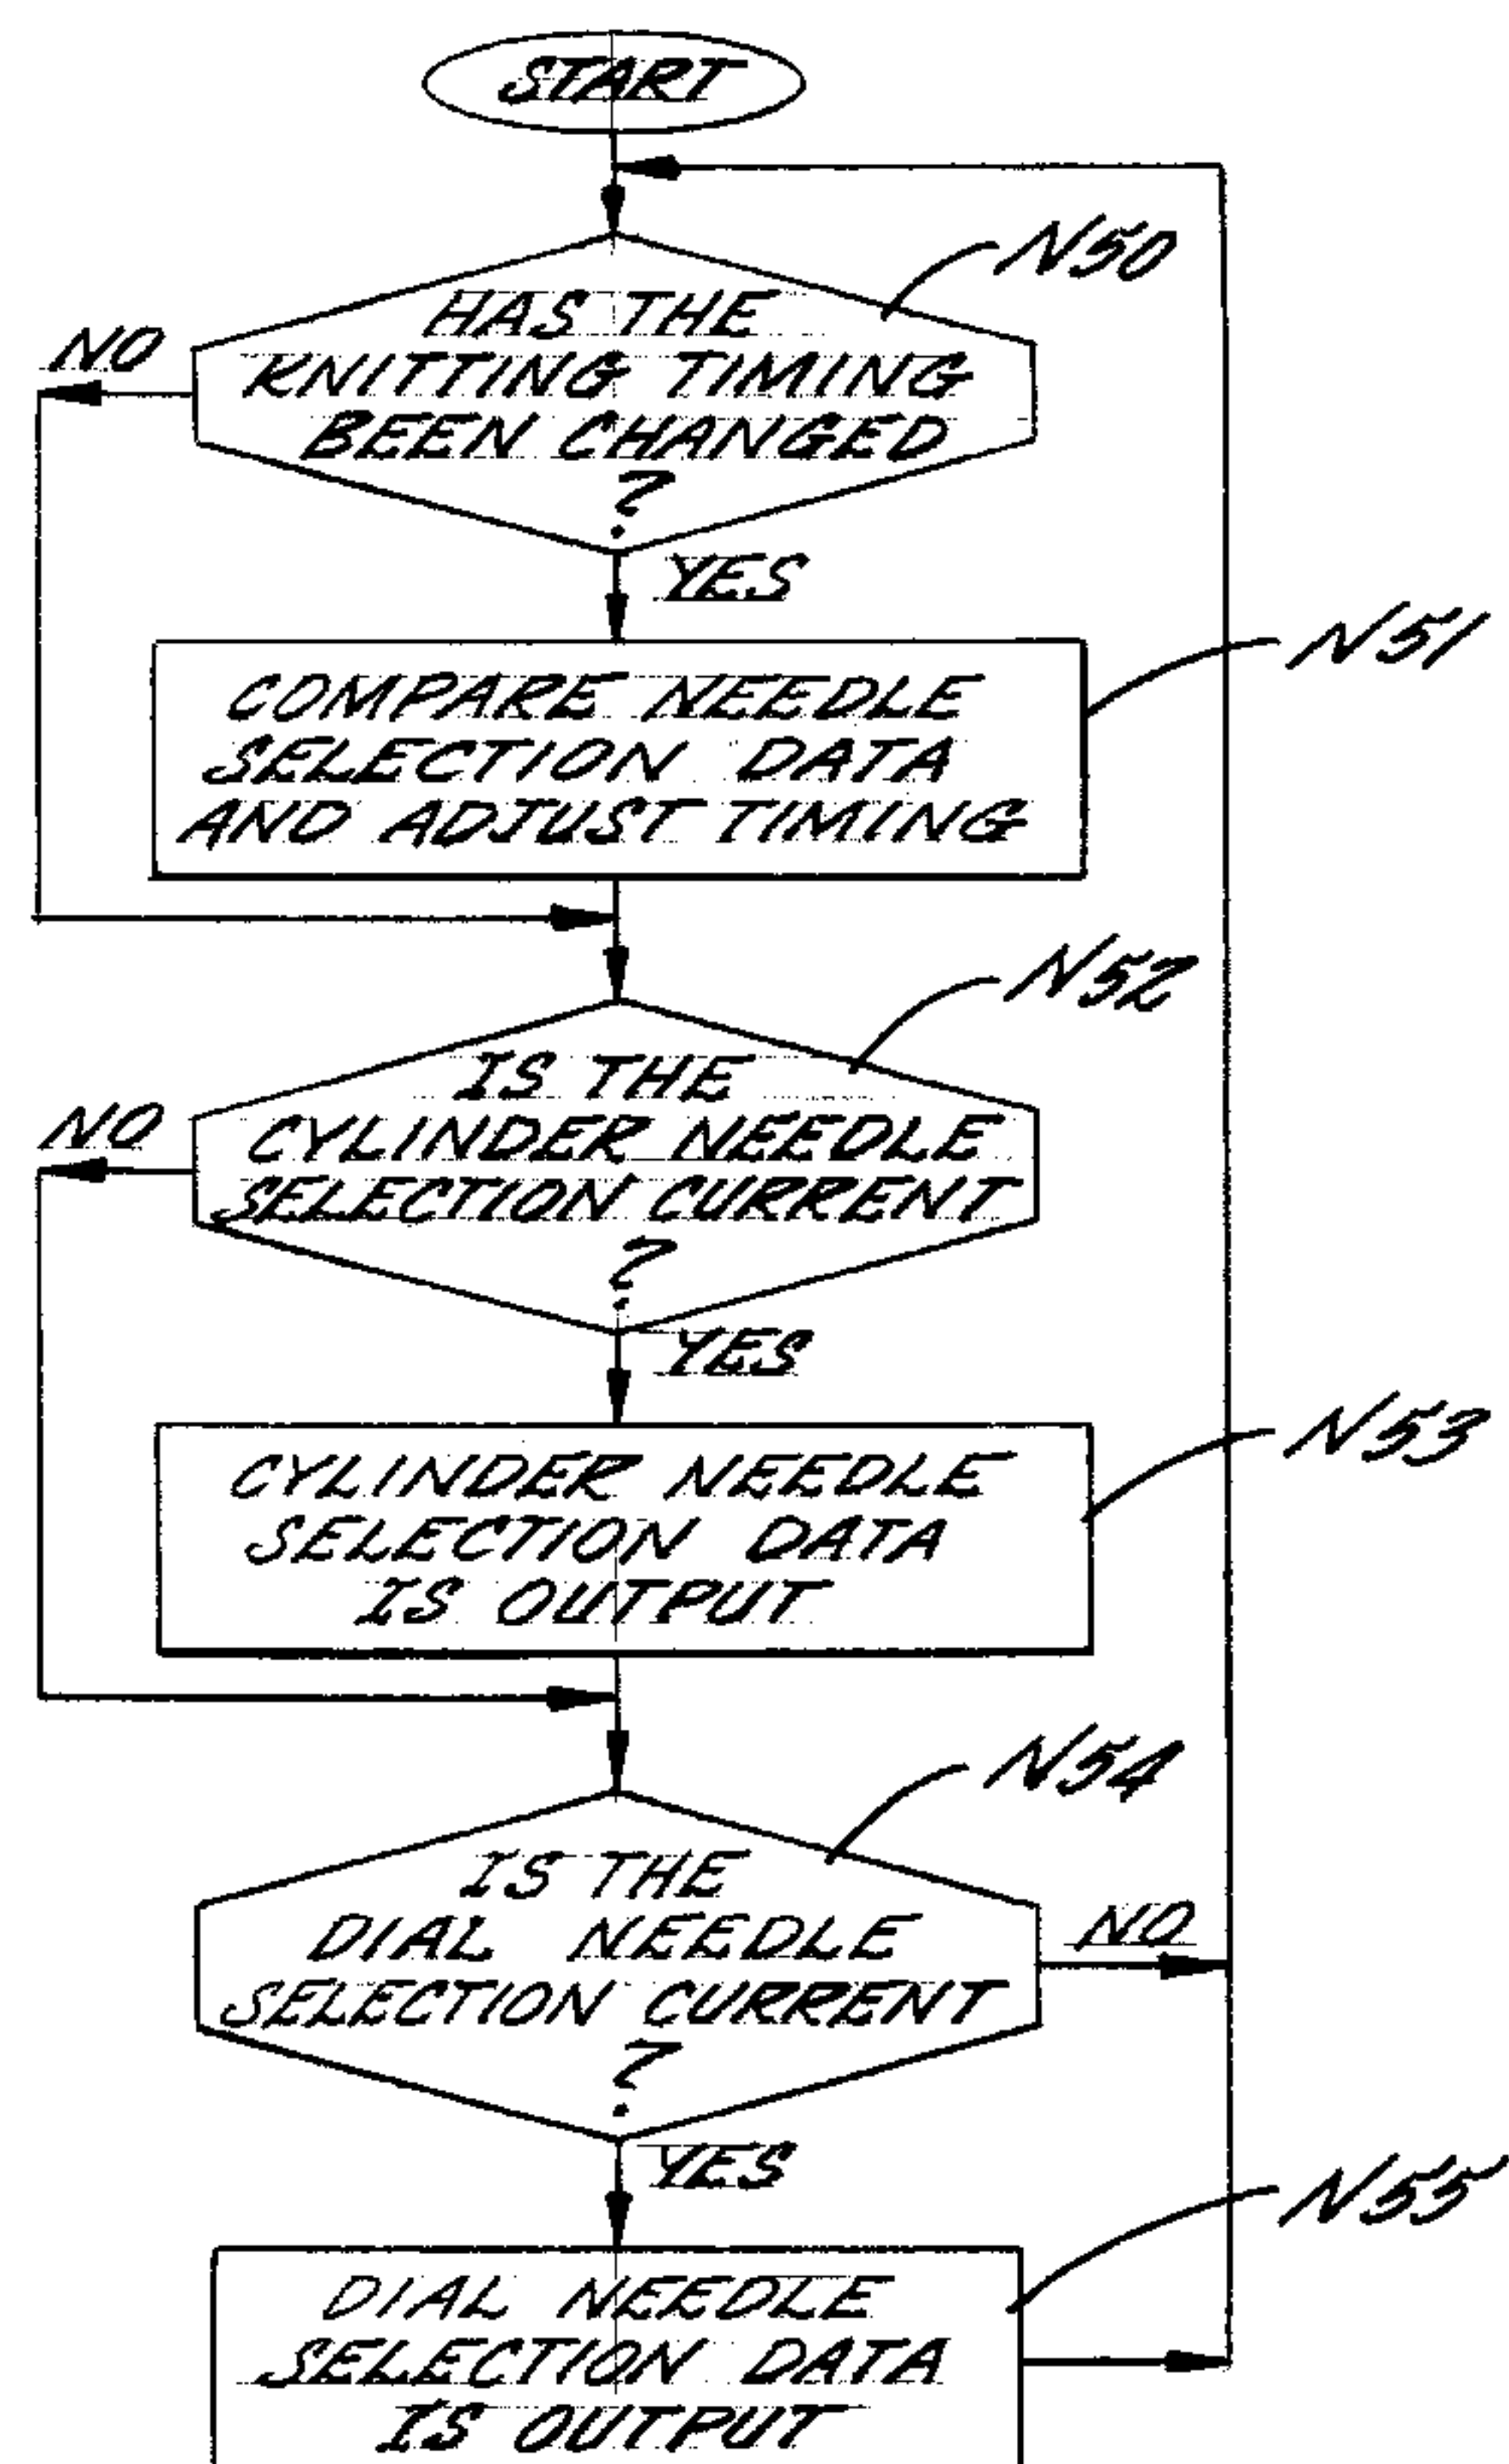 START
N50
HAS THE
KNITTING TIMING
BEEN CHANGED
?
NO
YES
N51
COMPARE NEEDLE
SELECTION DATA
AND ADJUST TIMING
N52
IS THE
CYLINDER NEEDLE
SELECTION CURRENT
?
NO
YES
N53
CYLINDER NEEDLE
SELECTION DATA
IS OUTPUT
N54
IS THE
DIAL NEEDLE
SELECTION CURRENT
?
NO
YES
N55
DIAL NEEDLE
SELECTION DATA
IS OUTPUT